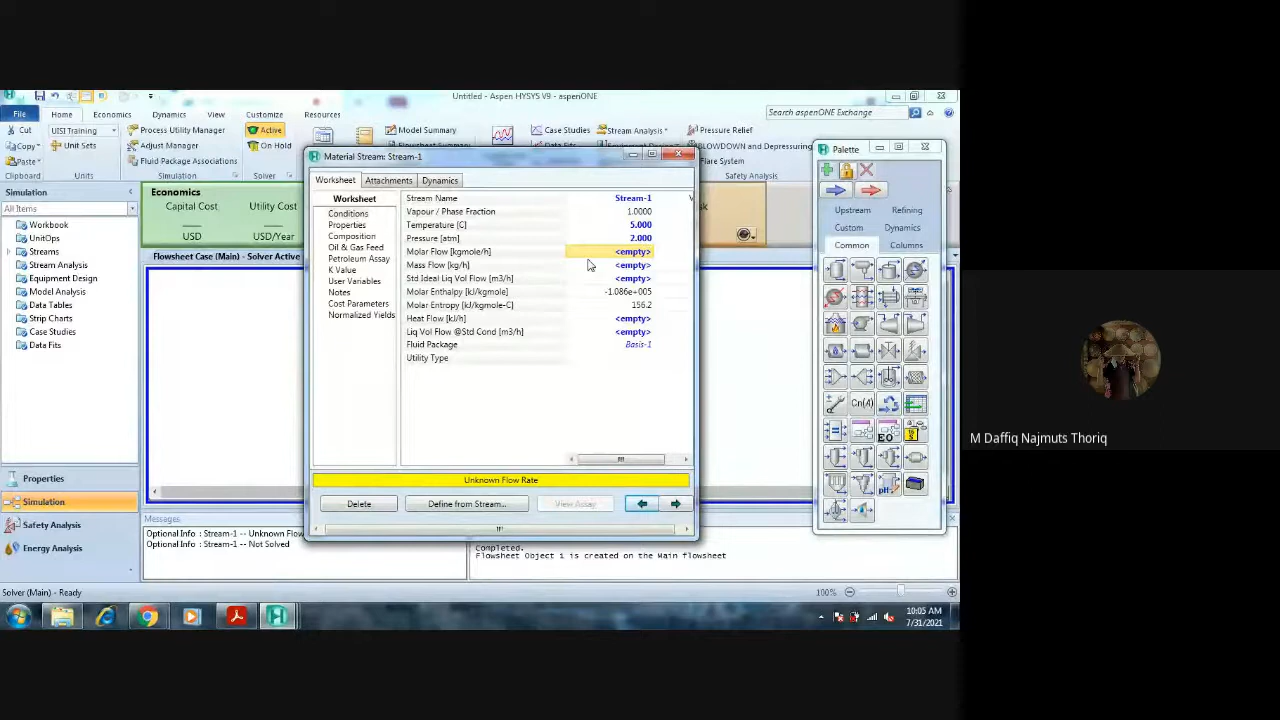 Untitled - Aspen HYSYS V9 - aspenONE
File Home Economics Dynamics View Customize Resources
Search aspenONE Exchange
Cut
Copy
Paste
Clipboard
UISI Training
Unit Sets
Units
Process Utility Manager
Adjust Manager
Fluid Package Associations
Simulation
Active
On Hold
Solver
Model Summary
Case Studies
Stream Analysis
Pressure Relief
BLOWDOWN and Depressuring
Flare System
Safety Analysis
Simulation
All Items
Workbook
UnitOps
Streams
Stream Analysis
Equipment Design
Model Analysis
Data Tables
Strip Charts
Case Studies
Data Fits
Properties
Simulation
Safety Analysis
Energy Analysis
Economics
Capital Cost Utility Cost
USD USD/Year
Flowsheet Case (Main) - Solver Active
Material Stream: Stream-1
Worksheet Attachments Dynamics
Worksheet
Conditions
Properties
Composition
Oil & Gas Feed
Petroleum Assay
K Value
User Variables
Notes
Cost Parameters
Normalized Yields
Stream Name Stream-1
Vapour / Phase Fraction 1.0000
Temperature [C] 5.000
Pressure [atm] 2.000
Molar Flow [kgmole/h] <empty>
Mass Flow [kg/h] <empty>
Std Ideal Liq Vol Flow [m3/h] <empty>
Molar Enthalpy [kJ/kgmole] -1.086e+005
Molar Entropy [kJ/kgmole-C] 156.2
Heat Flow [kJ/h] <empty>
Liq Vol Flow @Std Cond [m3/h] <empty>
Fluid Package Basis-1
Utility Type
Unknown Flow Rate
Delete Define from Stream... View Assay
Palette
Upstream Refining
Custom Dynamics
Common Columns
Cn(A)
EO
pH
Messages
Optional Info : Stream-1 -- Unknown Flow
Optional Info : Stream-1 -- Not Solved
Completed.
Flowsheet Object 1 is created on the Main flowsheet
Solver (Main) - Ready
100%
10:05 AM
7/31/2021
M Daffiq Najmuts Thoriq